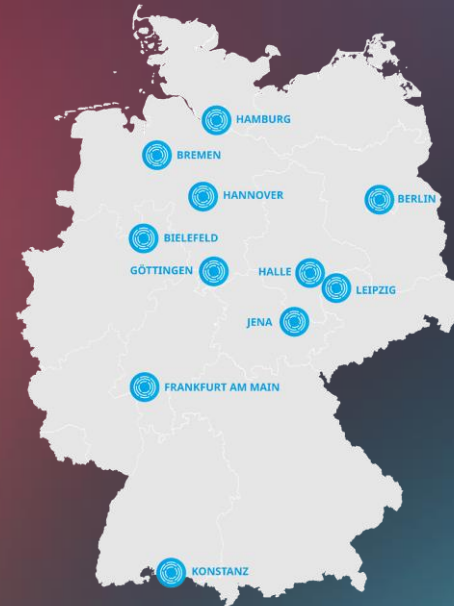 HAMBURG
BREMEN
HANNOVER
BERLIN
BIELEFELD
GÖTTINGEN
HALLE
LEIPZIG
JENA
FRANKFURT AM MAIN
KONSTANZ